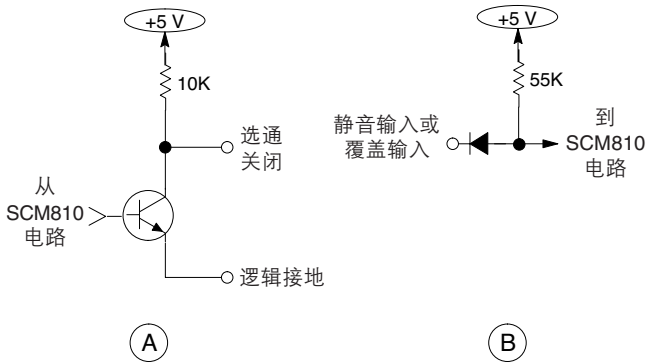 +5 V
10K
选通
关闭
从
SCM810
电路
逻辑接地
A
+5 V
55K
静音输入或
覆盖输入
到
SCM810
电路
B